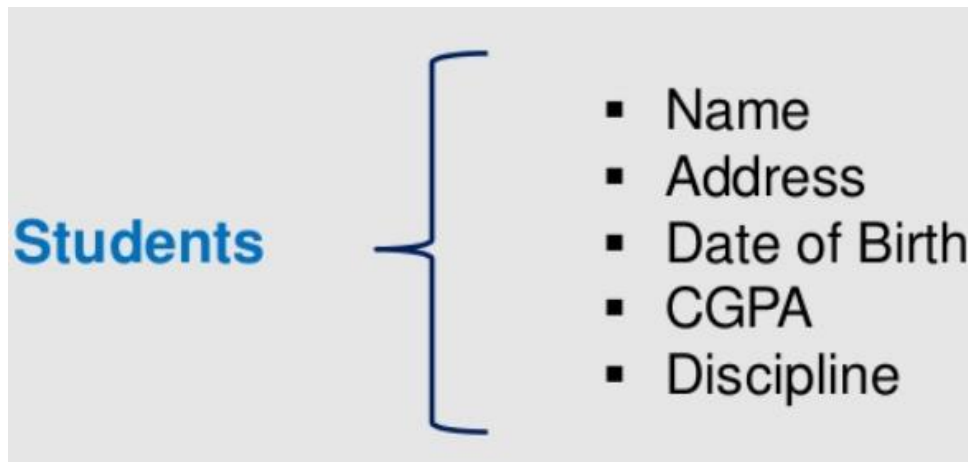 Students
Name
Address
Date of Birth
CGPA
Discipline